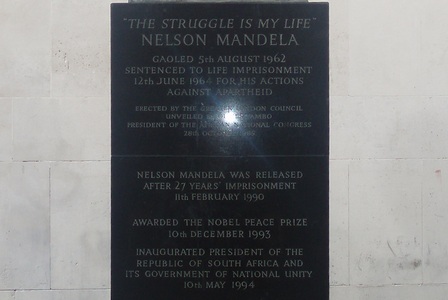 "THE STRUGGLE IS MY LIFE"
NELSON MANDELA
GAOLED 5TH AUGUST 1962
SENTENCED TO LIFE IMPRISONMENT
12TH JUNE 1964 FOR HIS ACTIONS
AGAINST APARTHEID
ERECTED BY THE COUNCIL
UNVEILED
PRESIDENT OF THE CONGRESS
28TH
NELSON MANDELA WAS RELEASED
AFTER 27 YEARS' IMPRISONMENT
11TH FEBRUARY 1990
AWARDED THE NOBEL PEACE PRIZE
10TH DECEMBER 1993
INAUGURATED PRESIDENT OF THE
REPUBLIC OF SOUTH AFRICA AND
ITS GOVERNMENT OF NATIONAL UNITY
10TH MAY 1994